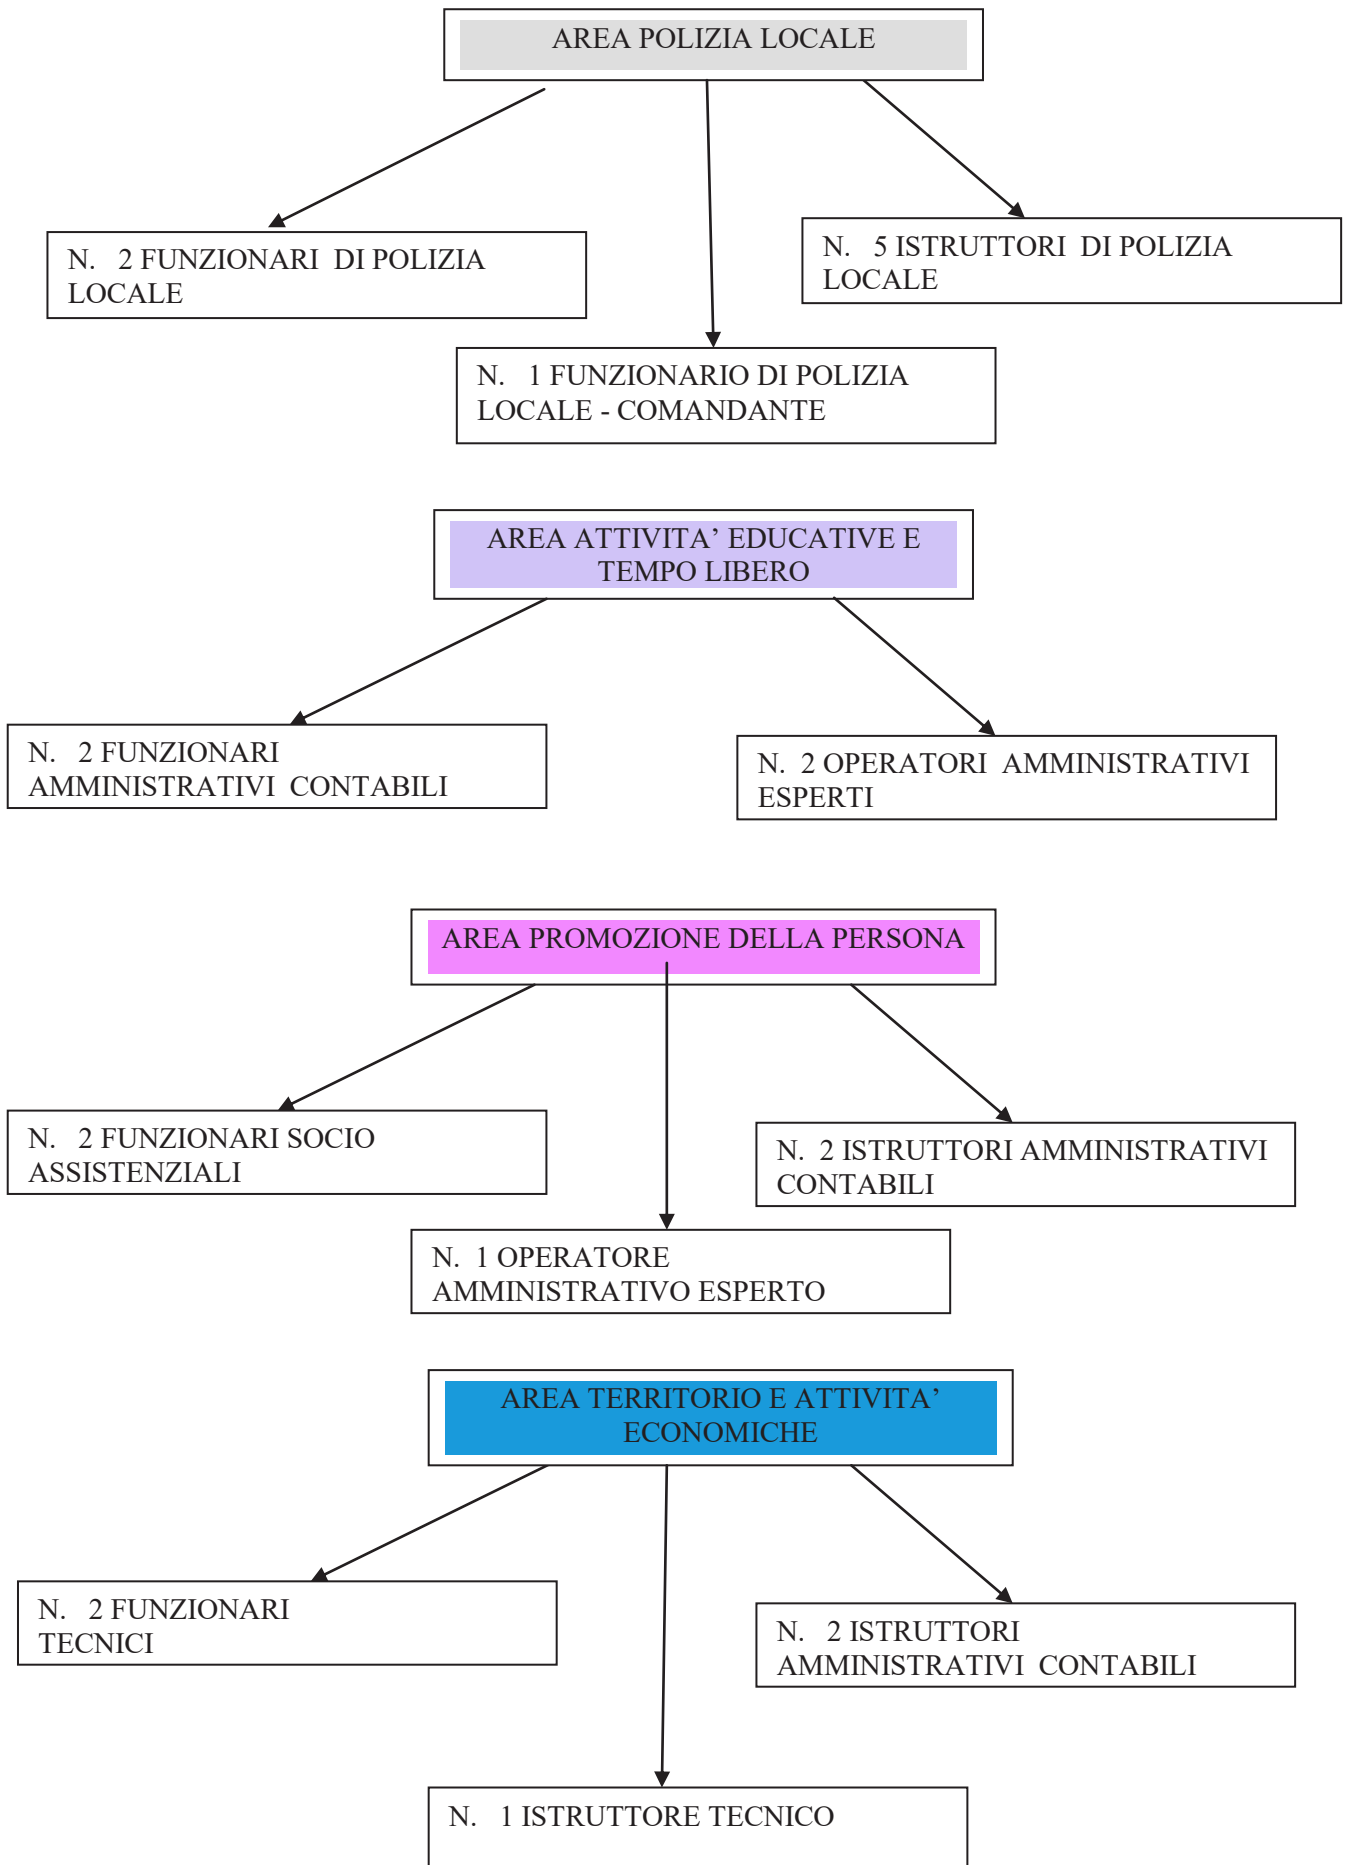 AREA POLIZIA LOCALE
N. 2 FUNZIONARI DI POLIZIA
LOCALE
N. 5 ISTRUTTORI DI POLIZIA
LOCALE
N. 1 FUNZIONARIO DI POLIZIA
LOCALE - COMANDANTE
AREA ATTIVITA’ EDUCATIVE E
TEMPO LIBERO
N. 2 FUNZIONARI
AMMINISTRATIVI CONTABILI
N. 2 OPERATORI AMMINISTRATIVI
ESPERTI
AREA PROMOZIONE DELLA PERSONA
N. 2 FUNZIONARI SOCIO
ASSISTENZIALI
N. 2 ISTRUTTORI AMMINISTRATIVI
CONTABILI
N. 1 OPERATORE
AMMINISTRATIVO ESPERTO
AREA TERRITORIO E ATTIVITA’
ECONOMICHE
N. 2 FUNZIONARI
TECNICI
N. 2 ISTRUTTORI
AMMINISTRATIVI CONTABILI
N. 1 ISTRUTTORE TECNICO